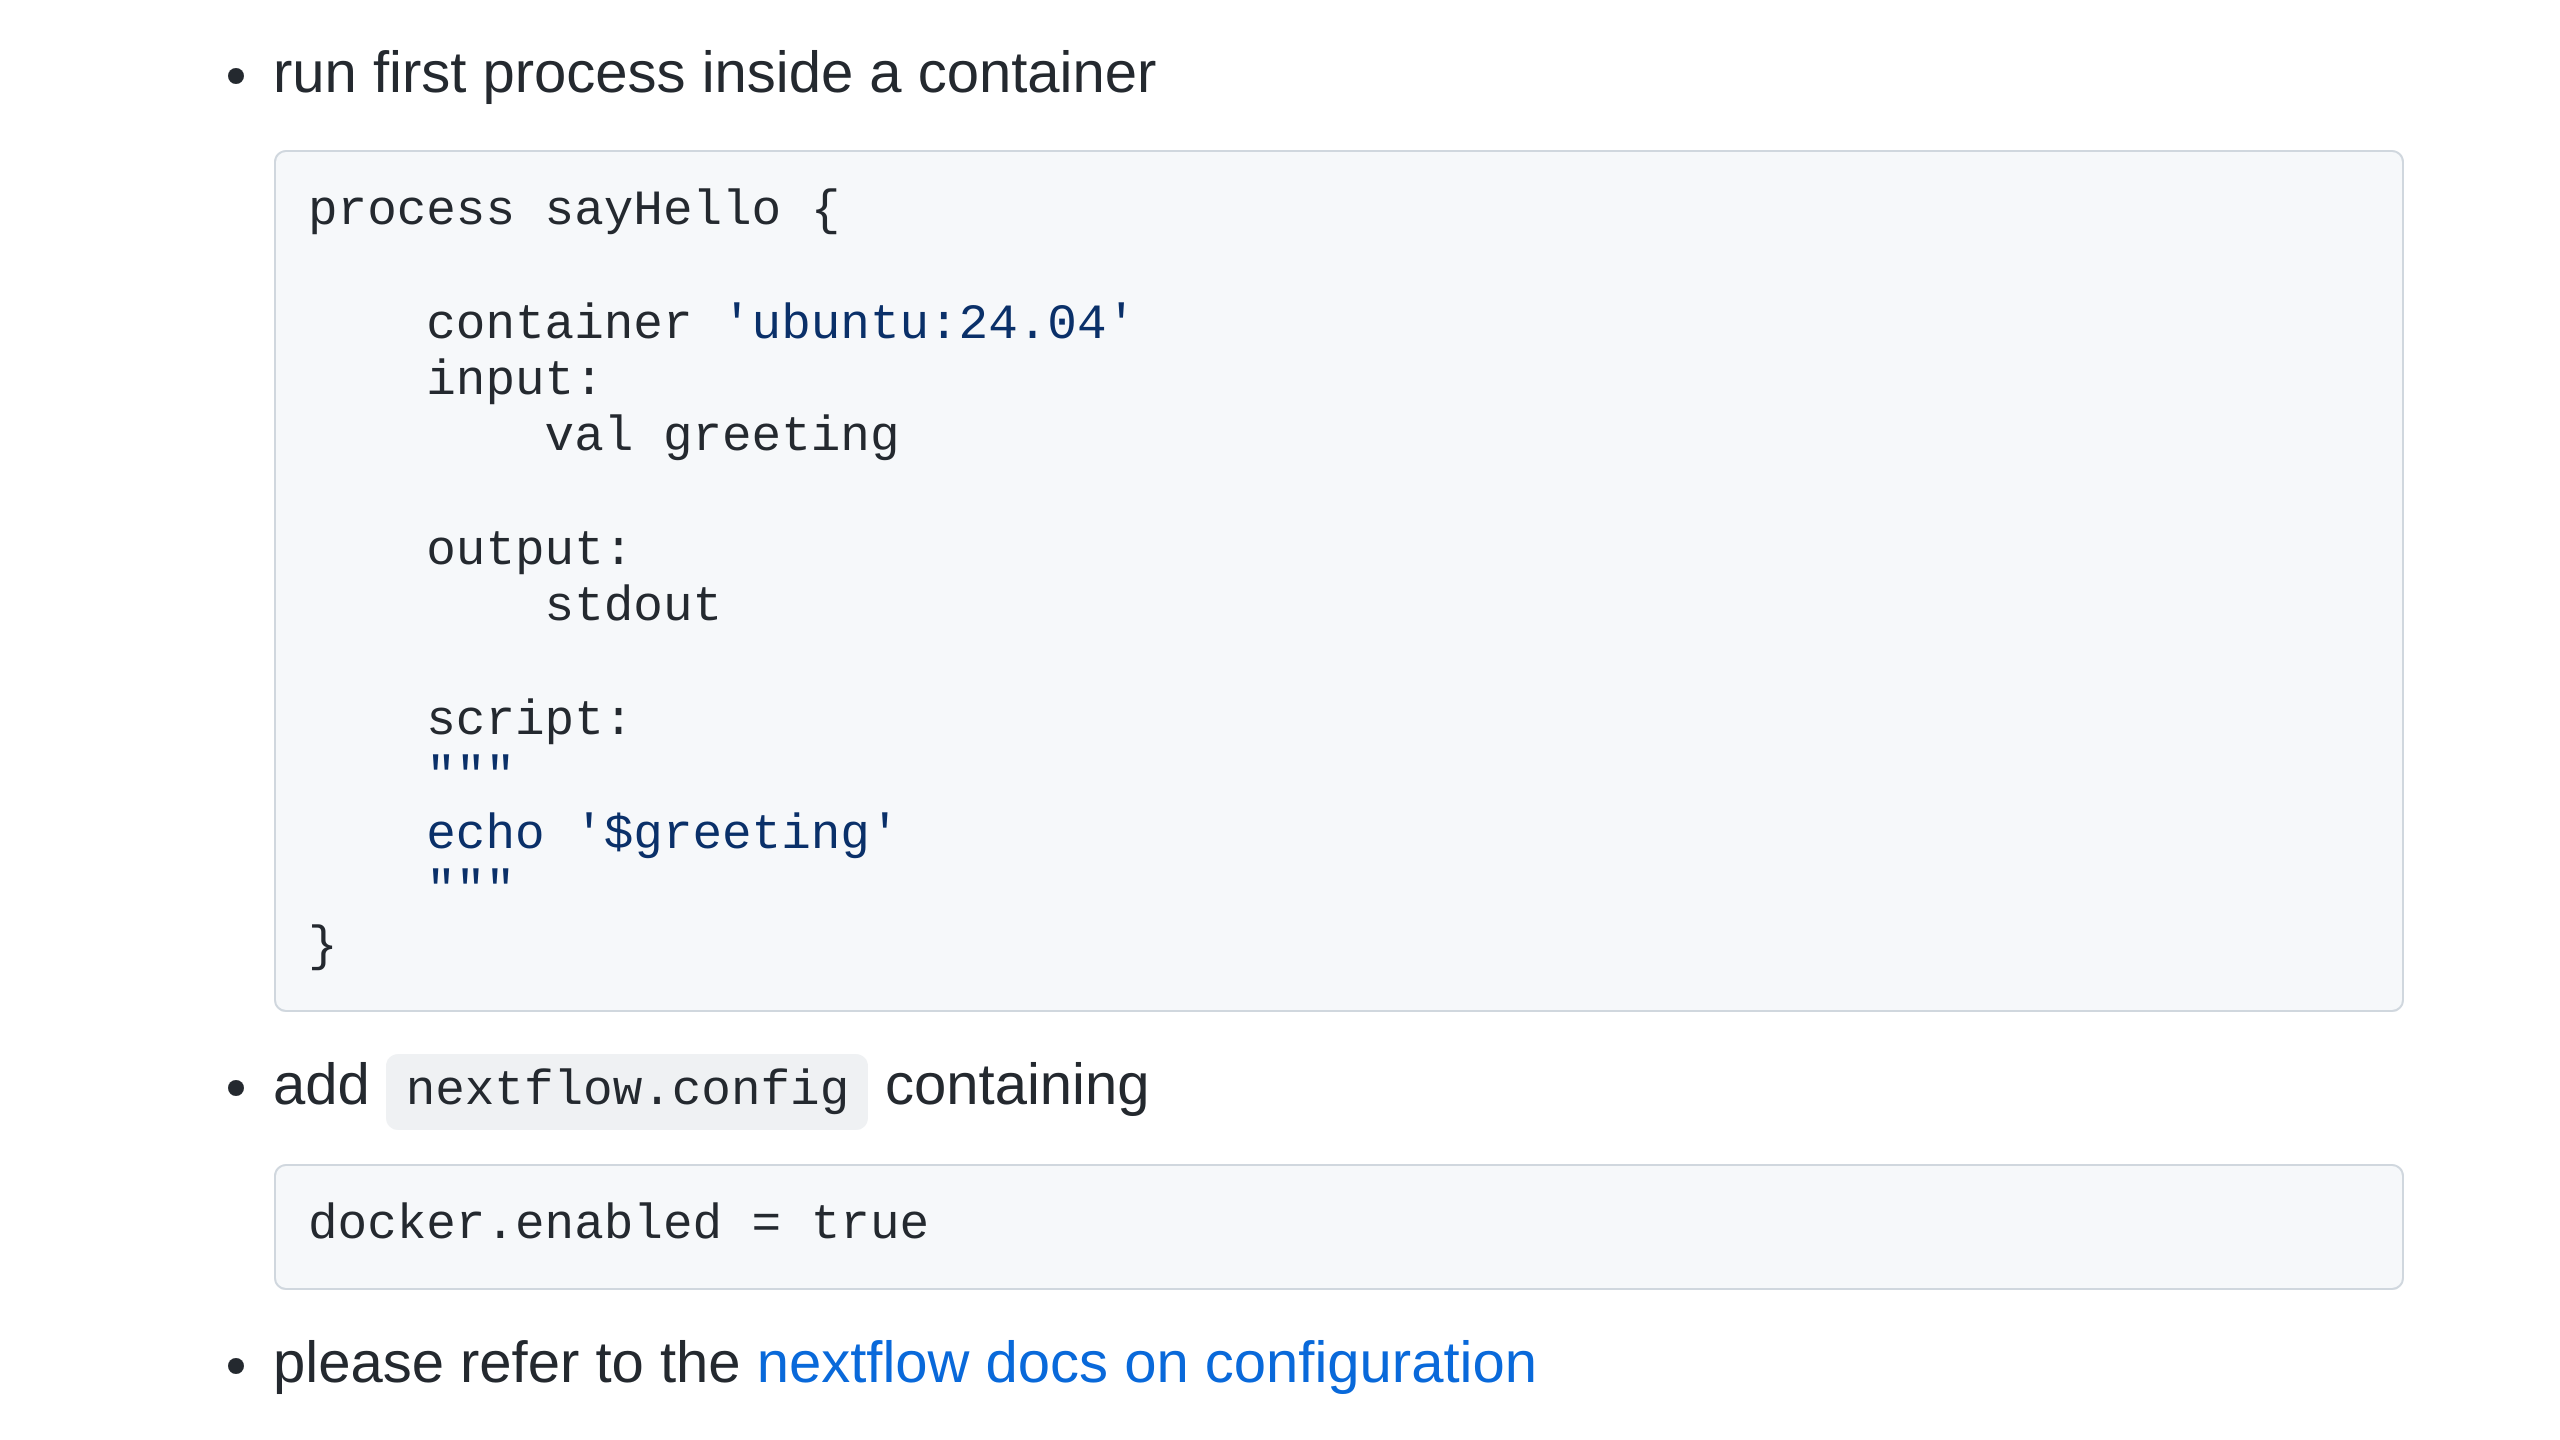 run first process inside a container
process sayHello {
container 'ubuntu:24.04'
input:
val greeting
output:
stdout
script:
"""
echo '$greeting'
"""
}
add nextflow.config containing
docker.enabled = true
please refer to the nextflow docs on configuration